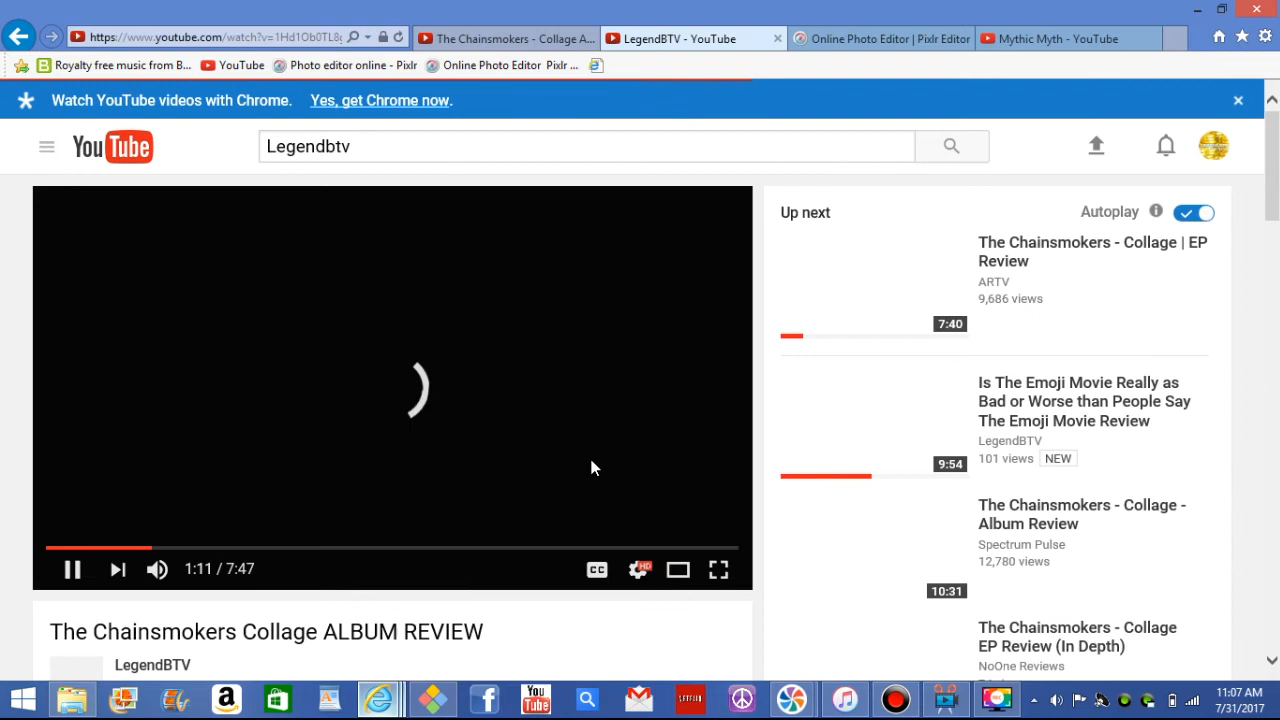 https://www.youtube.com/watch?v=1Hd1Ob0TL8g
The Chainsmokers - Collage A...
LegendBTV - YouTube
Online Photo Editor | Pixlr Editor
Mythic Myth - YouTube
Royalty free music from B...
YouTube
Photo editor online - Pixlr
Online Photo Editor Pixlr ...
Watch YouTube videos with Chrome. Yes, get Chrome now.
YouTube
Legendbtv
Up next
Autoplay
The Chainsmokers - Collage | EP
Review
ARTV
9,686 views
7:40
Is The Emoji Movie Really as
Bad or Worse than People Say
The Emoji Movie Review
LegendBTV
101 views NEW
9:54
The Chainsmokers - Collage -
Album Review
Spectrum Pulse
12,780 views
10:31
The Chainsmokers - Collage
EP Review (In Depth)
NoOne Reviews
1:11 / 7:47
CC
HD
The Chainsmokers Collage ALBUM REVIEW
LegendBTV
11:07 AM
7/31/2017